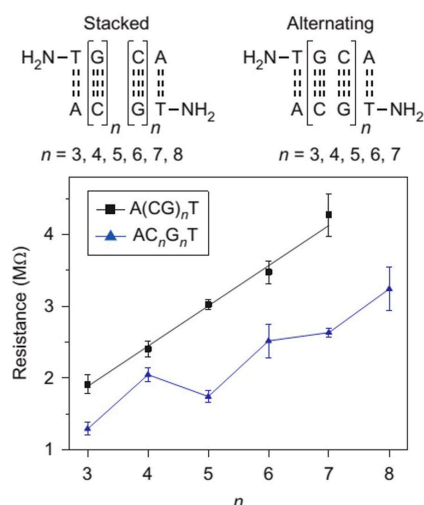 Stacked
Alternating
H₂N–T G C A
A C n G n T–NH₂
H₂N–T G C A
A C G n T–NH₂
n = 3, 4, 5, 6, 7, 8
n = 3, 4, 5, 6, 7
A(CG)ₙT
ACₙGₙT
Resistance (MΩ)
4
3
2
1
3 4 5 6 7 8
n